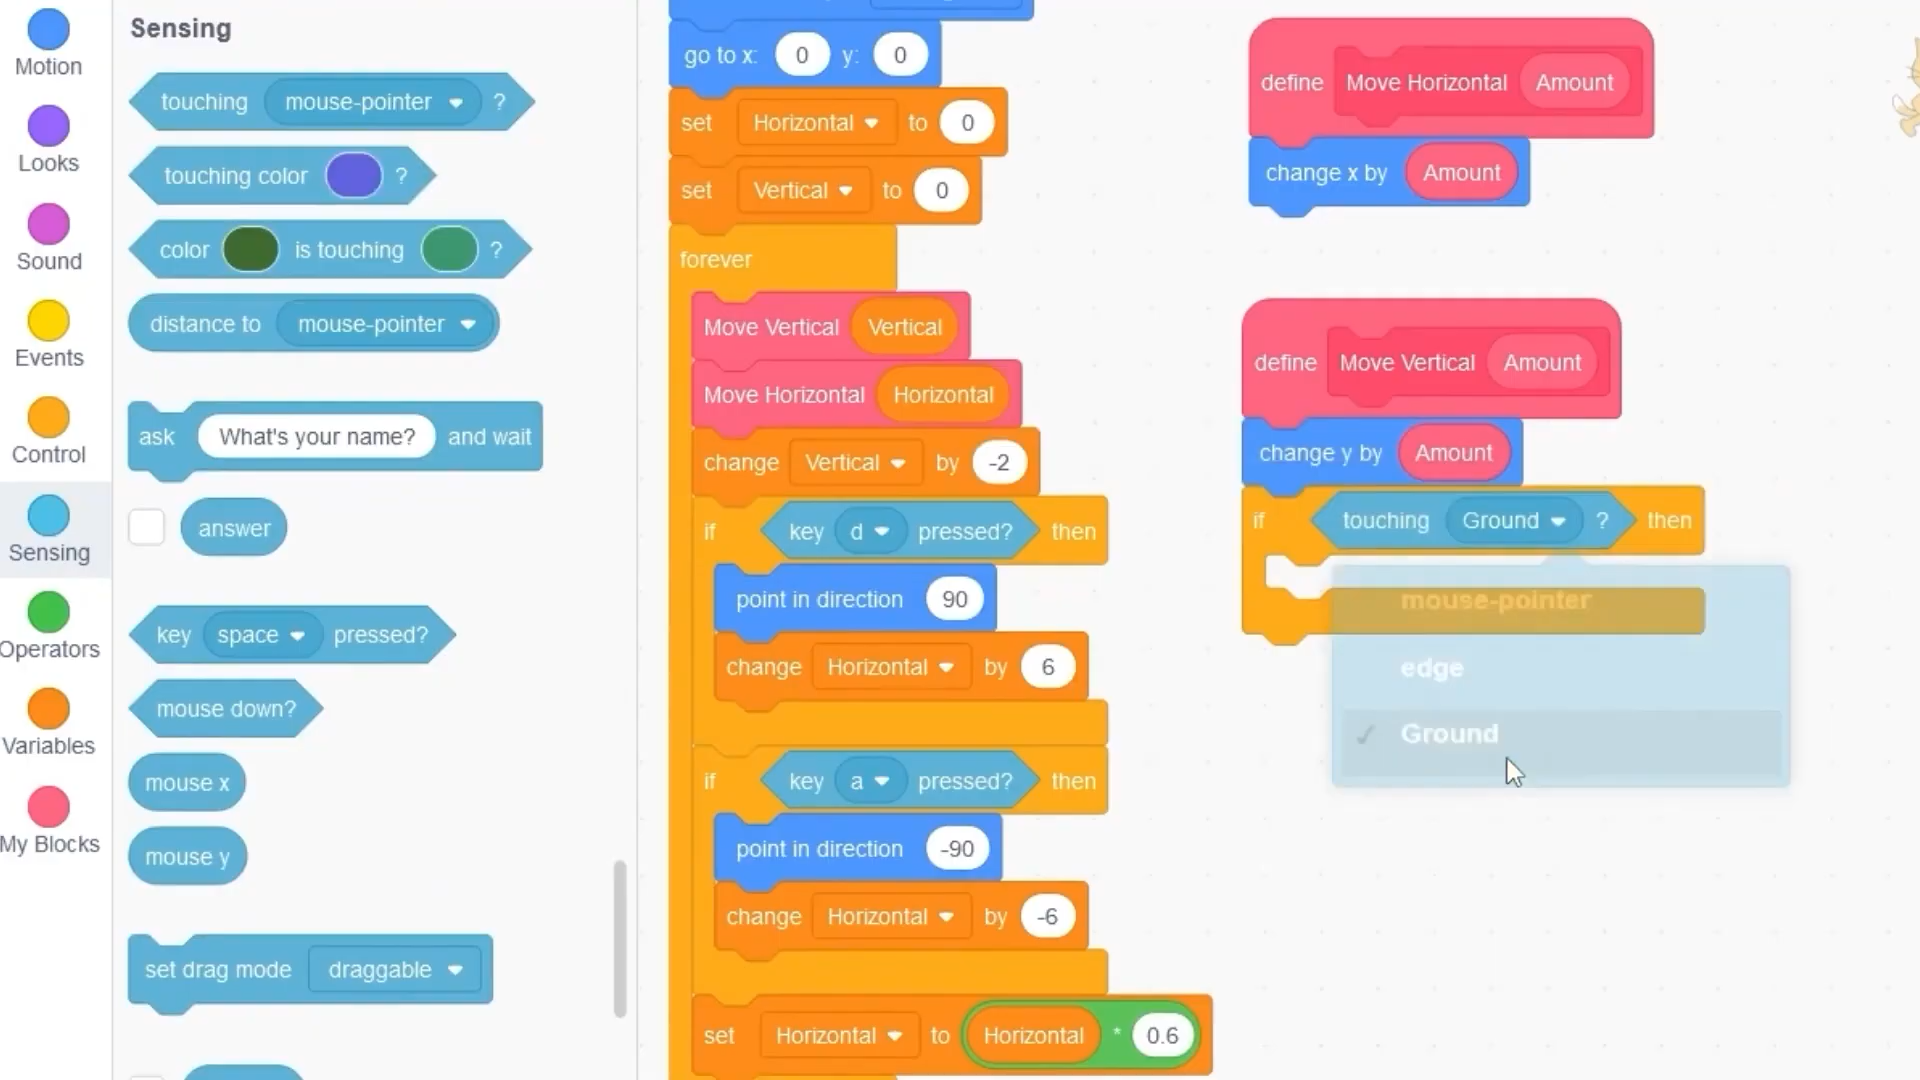 Motion
Looks
Sound
Events
Control
Sensing
Operators
Variables
My Blocks
Sensing
touching mouse-pointer ?
touching color ?
color is touching ?
distance to mouse-pointer
ask What's your name? and wait
answer
key space pressed?
mouse down?
mouse x
mouse y
set drag mode draggable
go to x: 0 y: 0
set Horizontal to 0
set Vertical to 0
forever
Move Vertical Vertical
Move Horizontal Horizontal
change Vertical by -2
if key d pressed? then
point in direction 90
change Horizontal by 6
if key a pressed? then
point in direction -90
change Horizontal by -6
set Horizontal to Horizontal * 0.6
define Move Horizontal Amount
change x by Amount
define Move Vertical Amount
change y by Amount
if touching Ground ? then
mouse-pointer
edge
✓ Ground